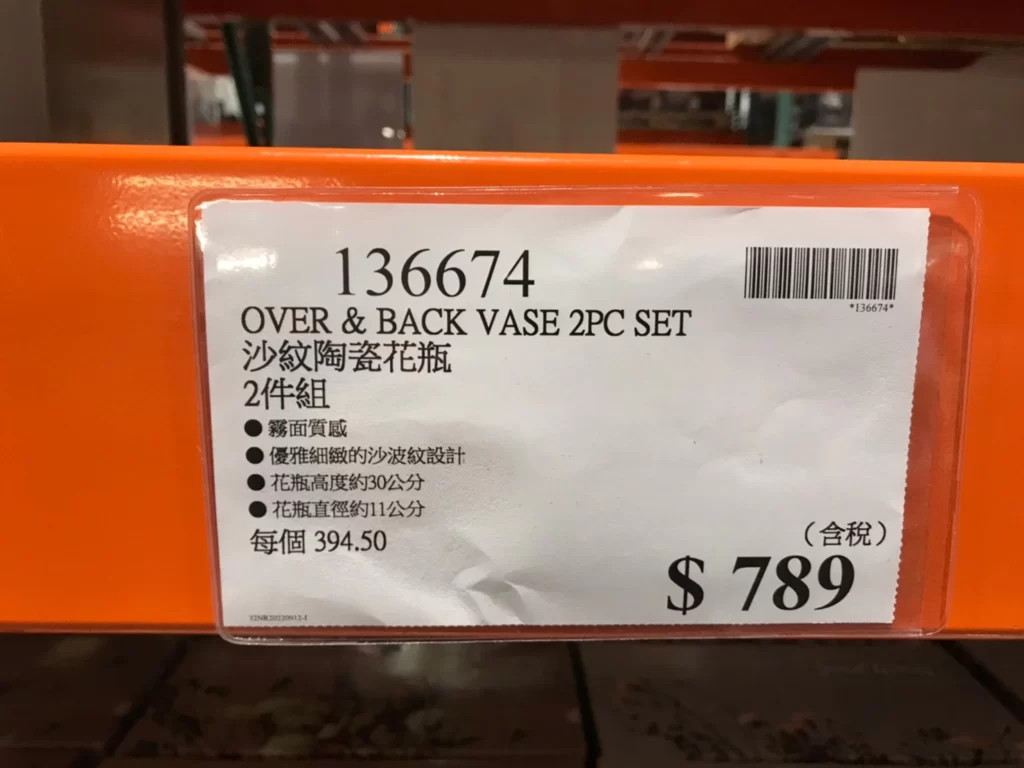 136674
*136674*
OVER & BACK VASE 2PC SET
沙紋陶瓷花瓶
2件組
● 霧面質感
● 優雅細緻的沙波紋設計
● 花瓶高度約30公分
● 花瓶直徑約11公分
每個 394.50
（含稅）
$ 789